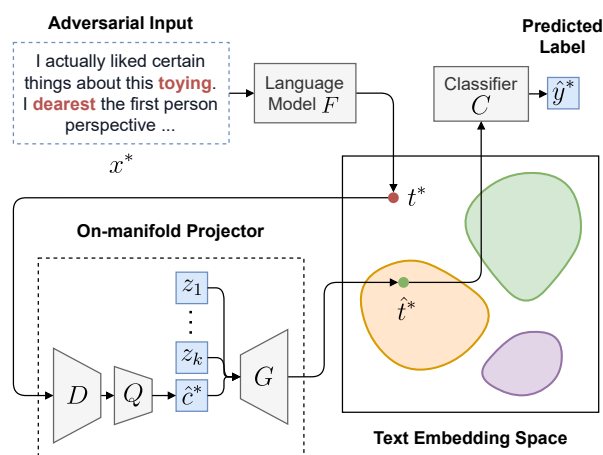 Adversarial Input
I actually liked certain
things about this toying.
I dearest the first person
perspective ...
x*
Language
Model F
Predicted
Label
Classifier
C
ŷ*
t*
On-manifold Projector
z₁
⋮
zₖ
D
Q
ĉ*
G
t̂*
Text Embedding Space